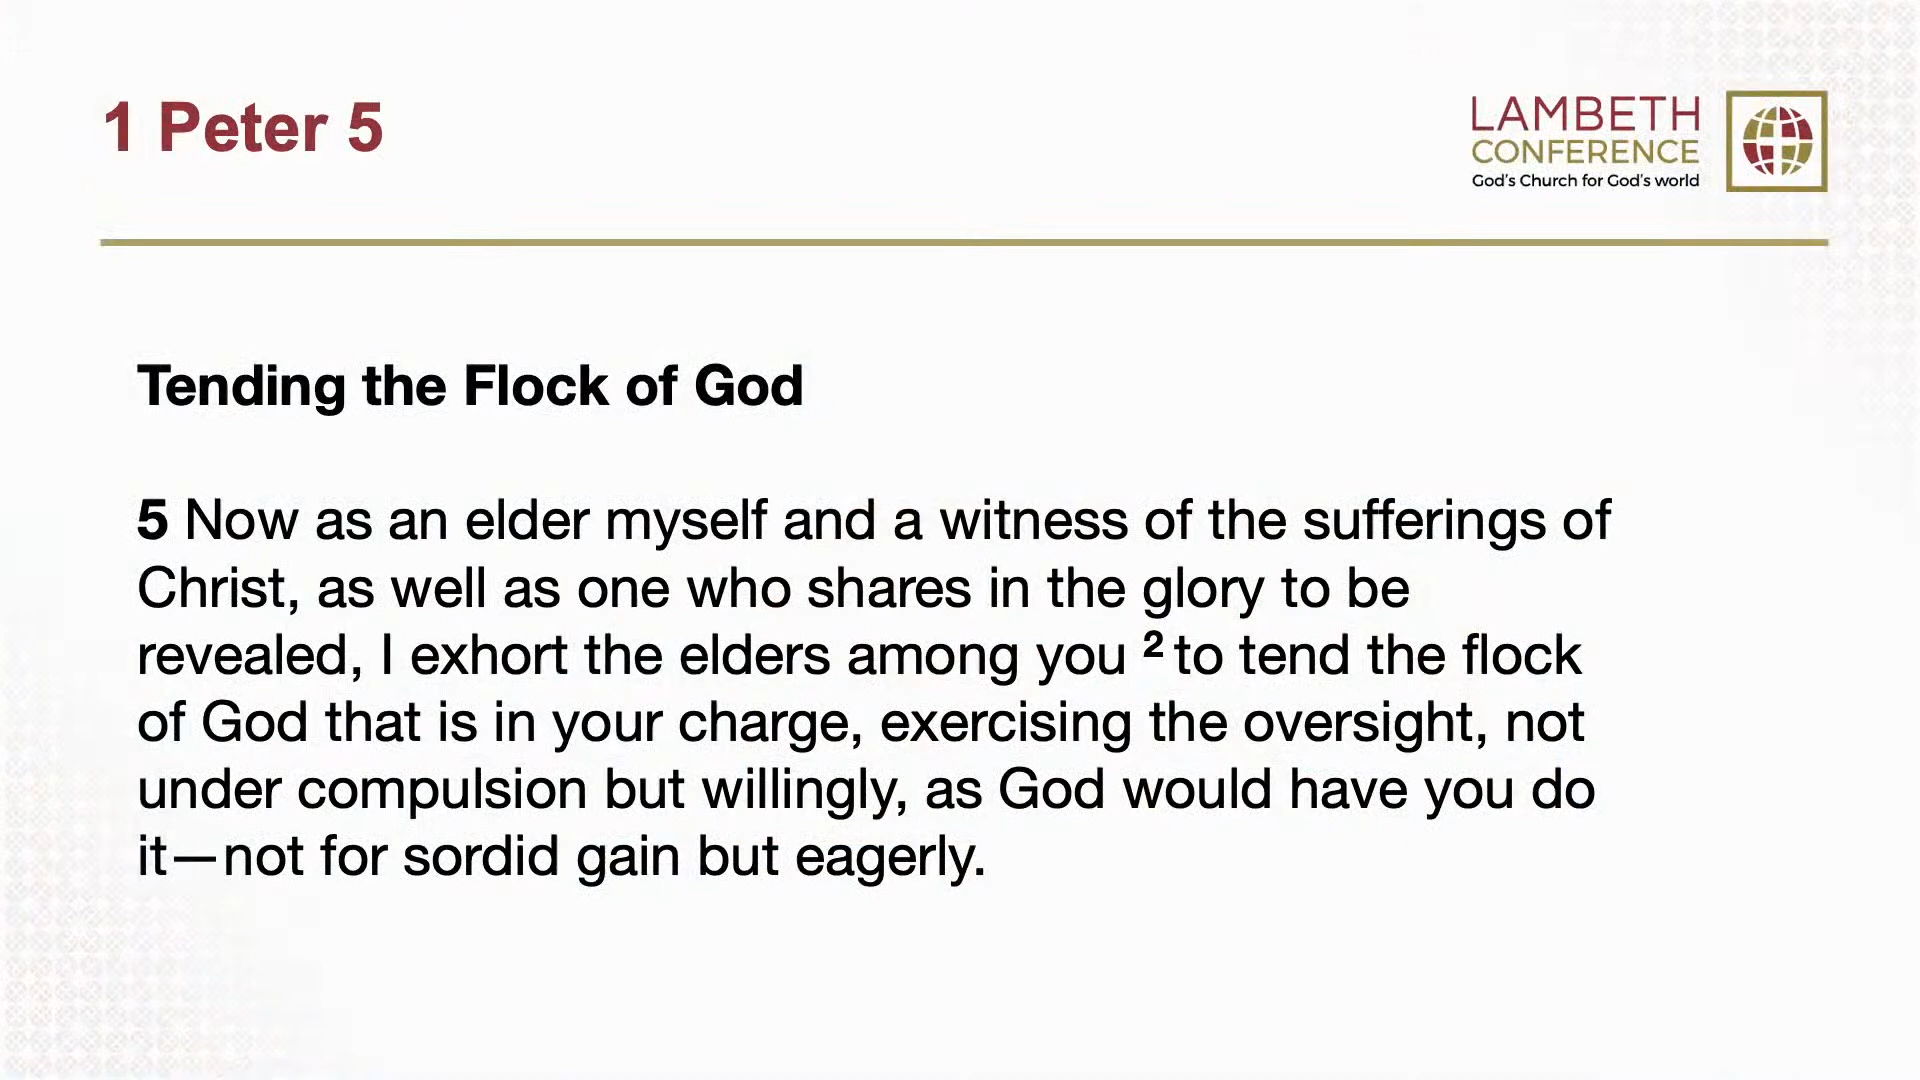 1 Peter 5
LAMBETH
CONFERENCE
God's Church for God's world
Tending the Flock of God
5 Now as an elder myself and a witness of the sufferings of
Christ, as well as one who shares in the glory to be
revealed, I exhort the elders among you ² to tend the flock
of God that is in your charge, exercising the oversight, not
under compulsion but willingly, as God would have you do
it—not for sordid gain but eagerly.